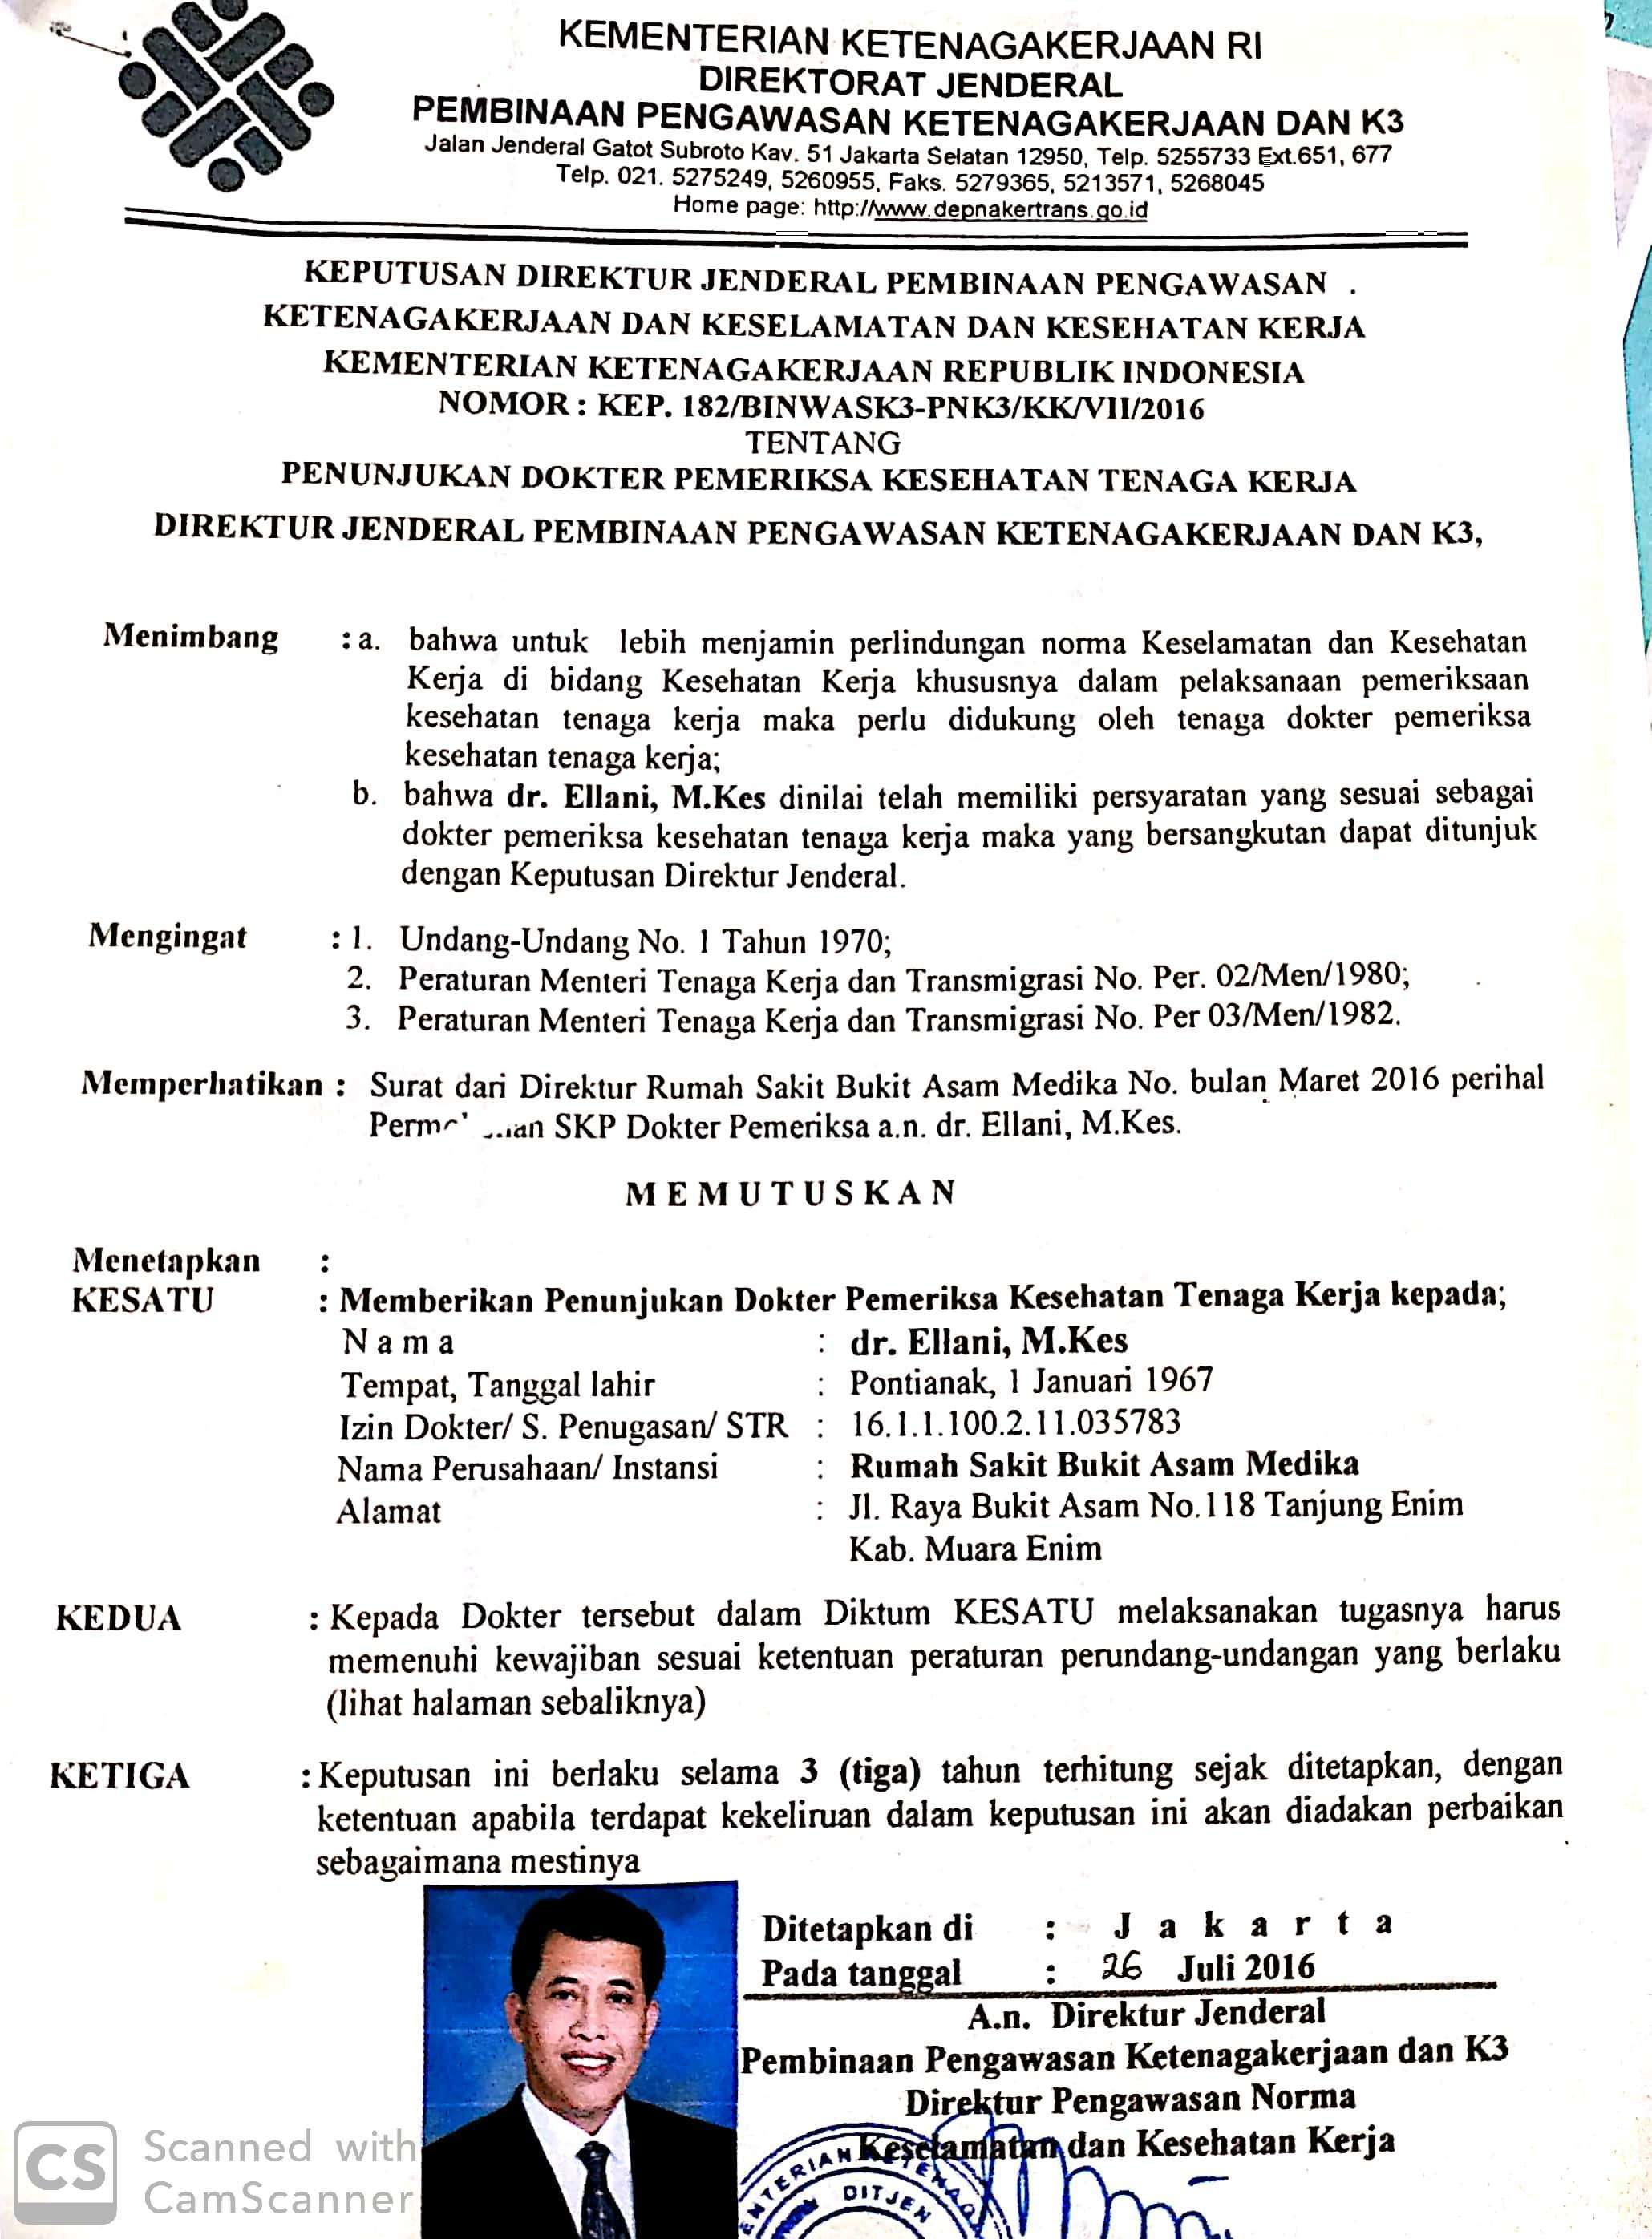 KEMENTERIAN KETENAGAKERJAAN RI
DIREKTORAT JENDERAL
PEMBINAAN PENGAWASAN KETENAGAKERJAAN DAN K3
Jalan Jenderal Gatot Subroto Kav. 51 Jakarta Selatan 12950, Telp. 5255733 Ext.651, 677
Telp. 021. 5275249, 5260955, Faks. 5279365, 5213571, 5268045
Home page: http://www.depnakertrans.go.id
KEPUTUSAN DIREKTUR JENDERAL PEMBINAAN PENGAWASAN
KETENAGAKERJAAN DAN KESELAMATAN DAN KESEHATAN KERJA
KEMENTERIAN KETENAGAKERJAAN REPUBLIK INDONESIA
NOMOR : KEP. 182/BINWASK3-PNK3/KK/VII/2016
TENTANG
PENUNJUKAN DOKTER PEMERIKSA KESEHATAN TENAGA KERJA
DIREKTUR JENDERAL PEMBINAAN PENGAWASAN KETENAGAKERJAAN DAN K3,
Menimbang : a. bahwa untuk lebih menjamin perlindungan norma Keselamatan dan Kesehatan
Kerja di bidang Kesehatan Kerja khususnya dalam pelaksanaan pemeriksaan
kesehatan tenaga kerja maka perlu didukung oleh tenaga dokter pemeriksa
kesehatan tenaga kerja;
b. bahwa dr. Ellani, M.Kes dinilai telah memiliki persyaratan yang sesuai sebagai
dokter pemeriksa kesehatan tenaga kerja maka yang bersangkutan dapat ditunjuk
dengan Keputusan Direktur Jenderal.
Mengingat : 1. Undang-Undang No. 1 Tahun 1970;
2. Peraturan Menteri Tenaga Kerja dan Transmigrasi No. Per. 02/Men/1980;
3. Peraturan Menteri Tenaga Kerja dan Transmigrasi No. Per 03/Men/1982.
Memperhatikan : Surat dari Direktur Rumah Sakit Bukit Asam Medika No. bulan Maret 2016 perihal
SKP Dokter Pemeriksa a.n. dr. Ellani, M.Kes.
M E M U T U S K A N
Menetapkan :
KESATU : Memberikan Penunjukan Dokter Pemeriksa Kesehatan Tenaga Kerja kepada;
N a m a : dr. Ellani, M.Kes
Tempat, Tanggal lahir : Pontianak, 1 Januari 1967
Izin Dokter/ S. Penugasan/ STR : 16.1.1.100.2.11.035783
Nama Perusahaan/ Instansi : Rumah Sakit Bukit Asam Medika
Alamat : Jl. Raya Bukit Asam No.118 Tanjung Enim
Kab. Muara Enim
KEDUA : Kepada Dokter tersebut dalam Diktum KESATU melaksanakan tugasnya harus
memenuhi kewajiban sesuai ketentuan peraturan perundang-undangan yang berlaku
(lihat halaman sebaliknya)
KETIGA : Keputusan ini berlaku selama 3 (tiga) tahun terhitung sejak ditetapkan, dengan
ketentuan apabila terdapat kekeliruan dalam keputusan ini akan diadakan perbaikan
sebagaimana mestinya
Ditetapkan di : J a k a r t a
Pada tanggal : 26 Juli 2016
A.n. Direktur Jenderal
Pembinaan Pengawasan Ketenagakerjaan dan K3
Direktur Pengawasan Norma
Keselamatan dan Kesehatan Kerja
DITJEN
CS Scanned with
CamScanner